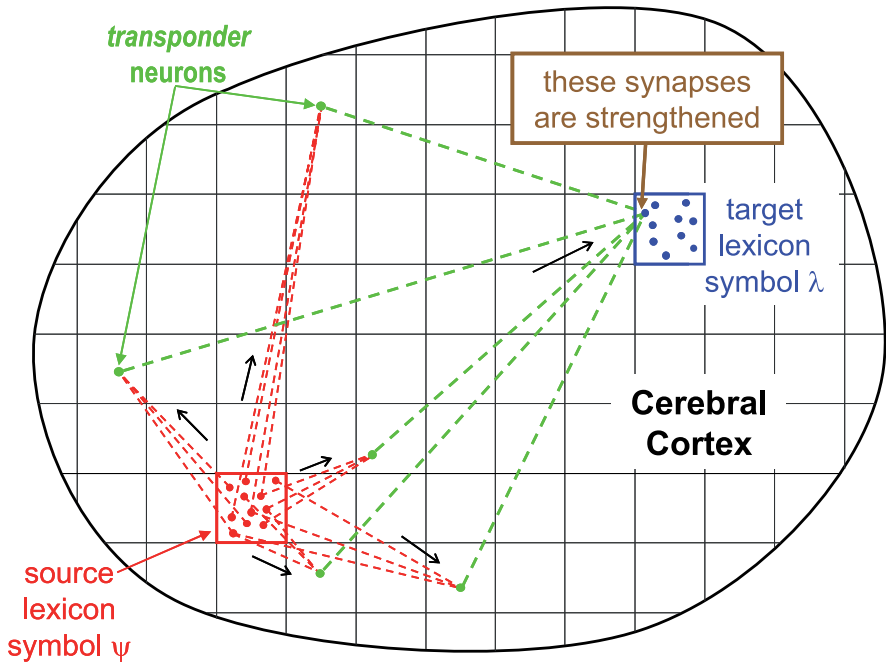 transponder
neurons
these synapses
are strengthened
target
lexicon
symbol λ
Cerebral
Cortex
source
lexicon
symbol ψ